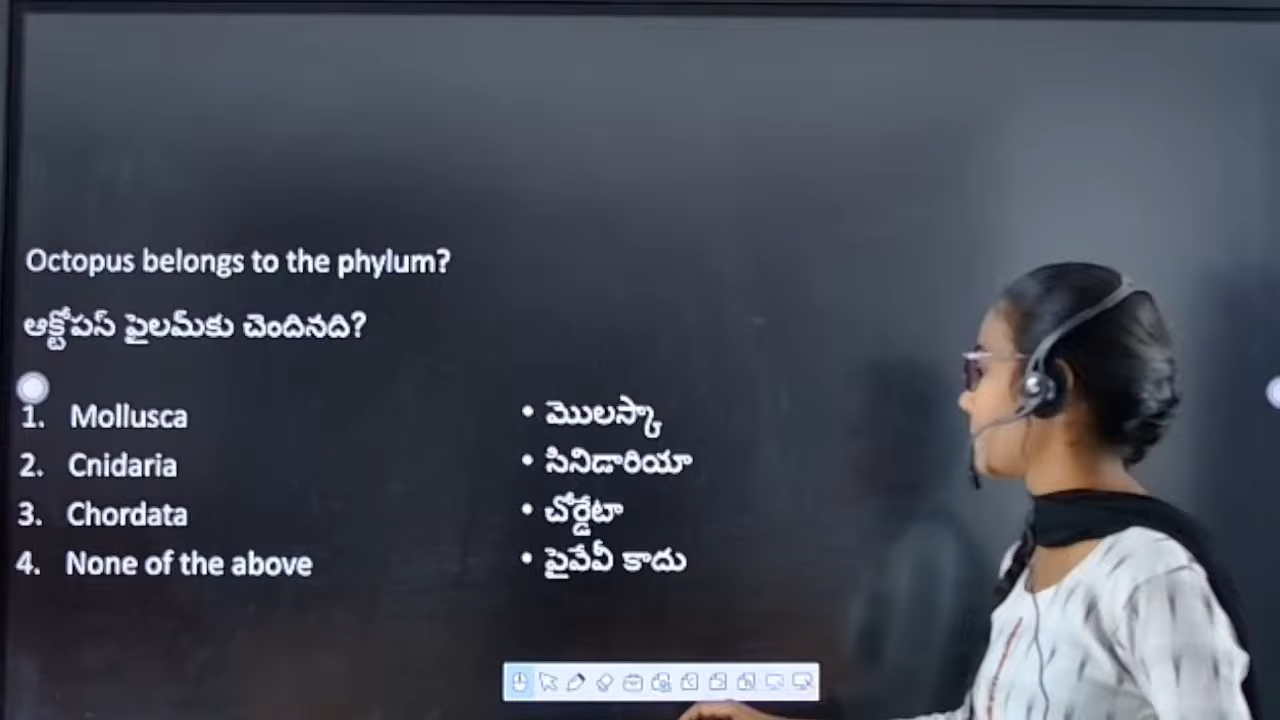 Octopus belongs to the phylum?
ఆక్టోపస్ ఫైలమ్‌కు చెందినది?
1. Mollusca
• మొలస్కా
2. Cnidaria
• సినిడారియా
3. Chordata
• చోర్డేటా
4. None of the above
• పైవేవీ కాదు